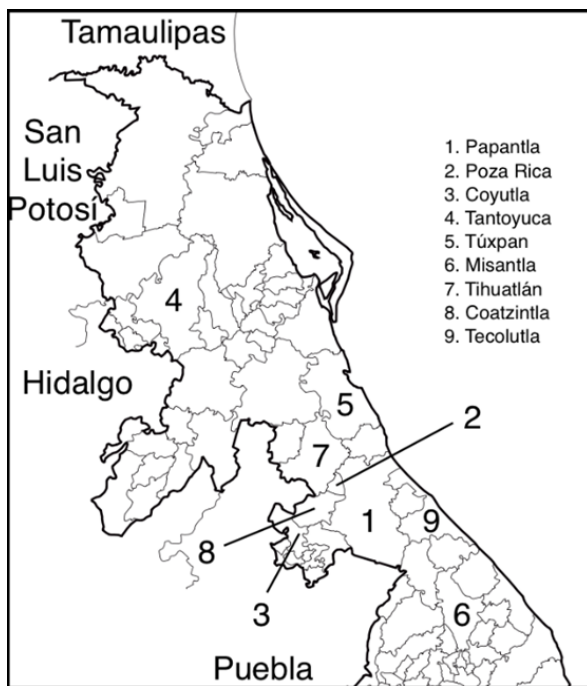 Tamaulipas
San
Luis
Potosí
1. Papantla
2. Poza Rica
3. Coyutla
4. Tantoyuca
5. Túxpan
6. Misantla
7. Tihuatlán
8. Coatzintla
9. Tecolutla
4
Hidalgo
5
2
7
1
9
8
3
6
Puebla